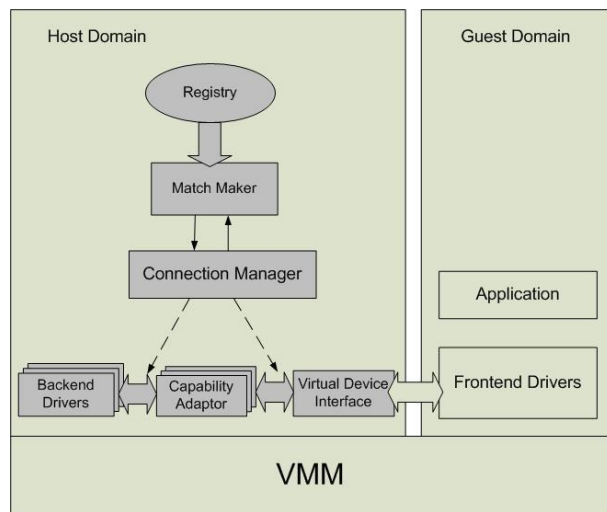 Host Domain
Guest Domain
Registry
Match Maker
Connection Manager
Application
Backend
Drivers
Capability
Adaptor
Virtual Device
Interface
Frontend Drivers
VMM